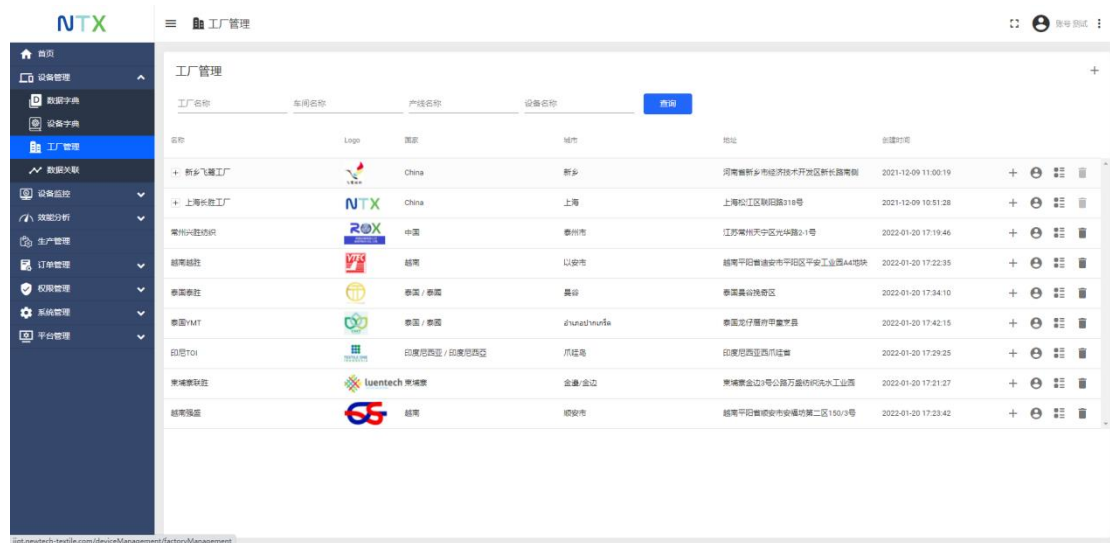 NTX
工厂管理
账号测试
首页
设备管理
数据字典
设备字典
工厂管理
数据关联
设备监控
效能分析
生产管理
订单管理
权限管理
系统管理
平台管理
工厂管理
工厂名称 车间名称 产线名称 设备名称 查询
名称 Logo 国家 城市 地址 创建时间
新乡飞鹭工厂 China 新乡 河南省新乡市经济技术开发区新长路南侧 2021-12-09 11:00:19
上海长胜工厂 NTX China 上海 上海松江区联阳路318号 2021-12-09 10:51:28
常州兴胜纺织 ROX 中国 泰州市 江苏常州天宁区光华路2-1号 2022-01-20 17:19:46
越南越胜 VTEC 越南 以安市 越南平阳省迪安市平阳区平安工业园A4地块 2022-01-20 17:22:35
泰国泰胜 泰国 / 泰國 曼谷 泰国曼谷挽奇区 2022-01-20 17:34:10
泰国YMT 泰国 / 泰國 อำเภอปากเกร็ด 泰国龙仔厝府甲童烹县 2022-01-20 17:42:15
印尼TOI 印度尼西亚 / 印度尼西亞 爪哇岛 印度尼西亚西爪哇省 2022-01-20 17:29:25
柬埔寨联胜 luentech 柬埔寨 金邊/金边 柬埔寨金边3号公路万盛纺织洗水工业园 2022-01-20 17:21:27
越南强盛 越南 顺安市 越南平阳省顺安市安福坊第二区150/3号 2022-01-20 17:23:42
iint.newtech-textile.com/deviceManagement/factoryManagement